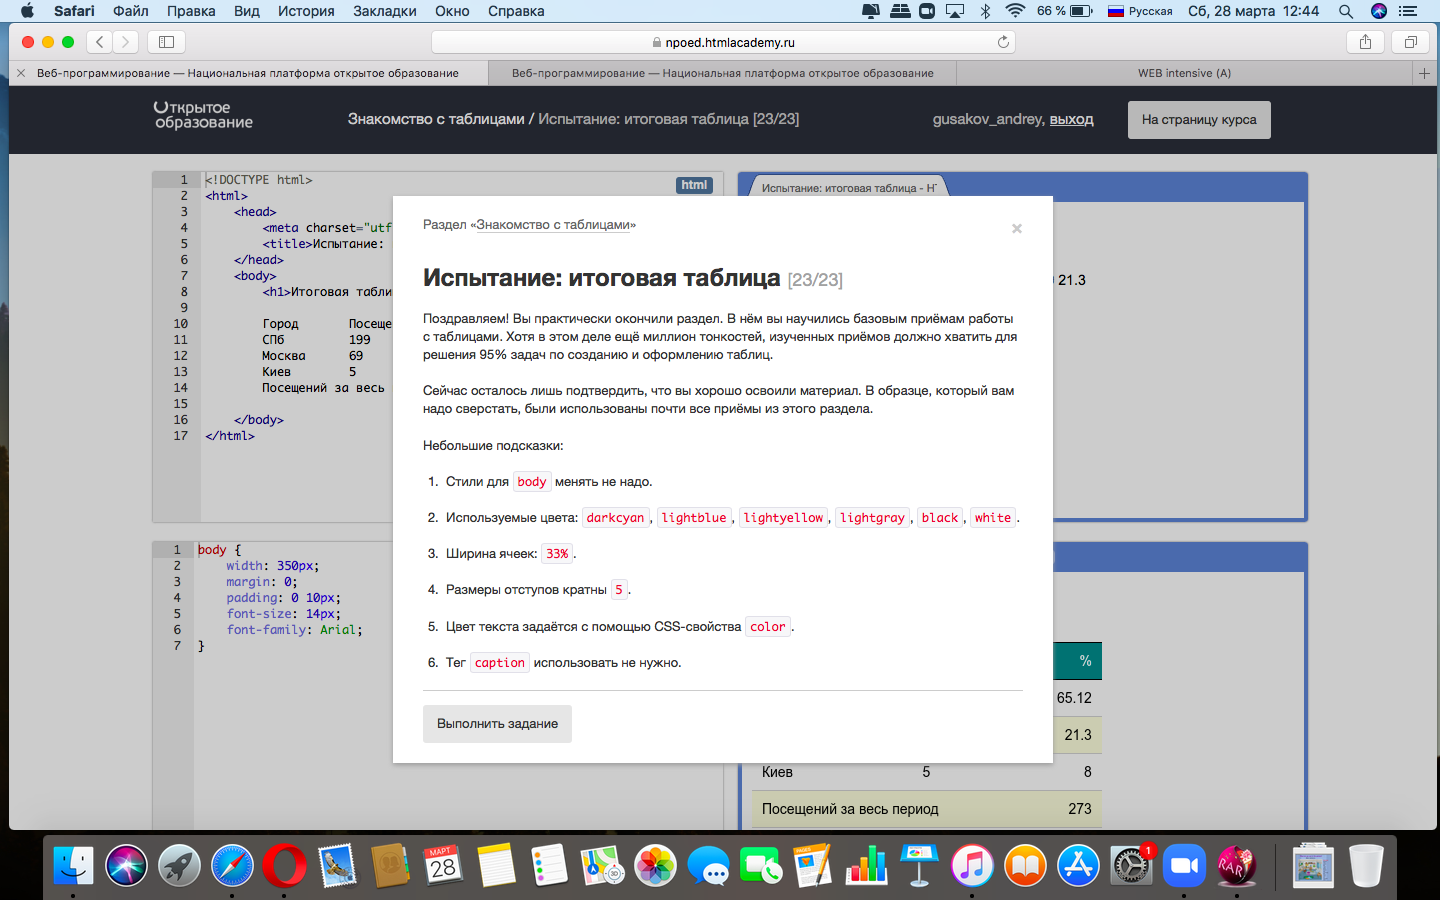 Safari Файл Правка Вид История Закладки Окно Справка 66 % Русская Сб, 28 марта 12:44
npoed.htmlacademy.ru
Веб-программирование — Национальная платформа открытое образование
Веб-программирование — Национальная платформа открытое образование
WEB intensive (A)
Открытое
образование
Знакомство с таблицами / Испытание: итоговая таблица [23/23]
gusakov_andrey, выход
На страницу курса
html
1 <!DOCTYPE html>
2 <html>
3 <head>
4 <meta charset="utf
5 <title>Испытание:
6 </head>
7 <body>
8 <h1>Итоговая табли
9
10 Город Посеще
11 СПб 199
12 Москва 69
13 Киев 5
14 Посещений за весь
15
16 </body>
17 </html>
Испытание: итоговая таблица - HT
21.3
Раздел «Знакомство с таблицами»
×
Испытание: итоговая таблица [23/23]
Поздравляем! Вы практически окончили раздел. В нём вы научились базовым приёмам работы
с таблицами. Хотя в этом деле ещё миллион тонкостей, изученных приёмов должно хватить для
решения 95% задач по созданию и оформлению таблиц.
Сейчас осталось лишь подтвердить, что вы хорошо освоили материал. В образце, который вам
надо сверстать, были использованы почти все приёмы из этого раздела.
Небольшие подсказки:
1. Стили для body менять не надо.
2. Используемые цвета: darkcyan, lightblue, lightyellow, lightgray, black, white.
3. Ширина ячеек: 33%.
4. Размеры отступов кратны 5.
5. Цвет текста задаётся с помощью CSS-свойства color.
6. Тег caption использовать не нужно.
Выполнить задание
1 body {
2 width: 350px;
3 margin: 0;
4 padding: 0 10px;
5 font-size: 14px;
6 font-family: Arial;
7 }
%
65.12
21.3
Киев 5 8
Посещений за весь период 273
МАРТ
28
PAGES
3D
1
RAR